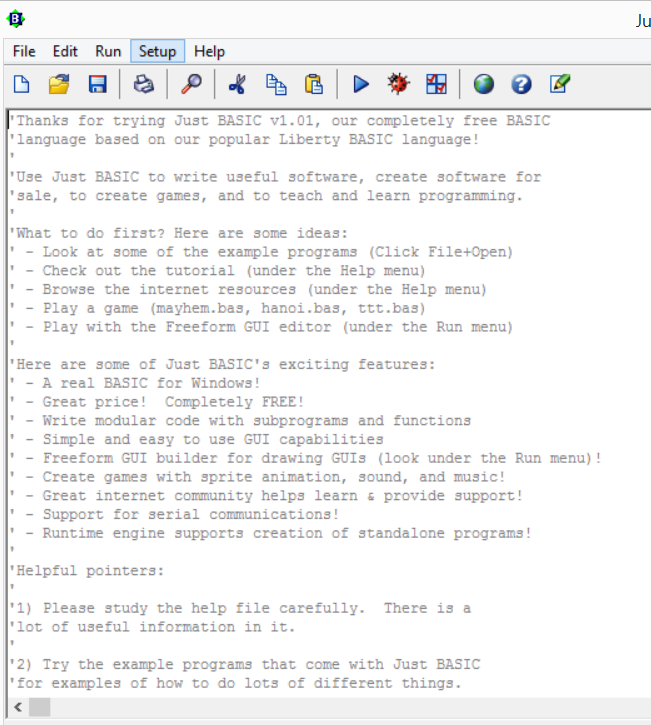 Ju
File Edit Run Setup Help
'Thanks for trying Just BASIC v1.01, our completely free BASIC
'language based on our popular Liberty BASIC language!
'
'Use Just BASIC to write useful software, create software for
'sale, to create games, and to teach and learn programming.
'
'What to do first? Here are some ideas:
' - Look at some of the example programs (Click File+Open)
' - Check out the tutorial (under the Help menu)
' - Browse the internet resources (under the Help menu)
' - Play a game (mayhem.bas, hanoi.bas, ttt.bas)
' - Play with the Freeform GUI editor (under the Run menu)
'
'Here are some of Just BASIC's exciting features:
' - A real BASIC for Windows!
' - Great price!  Completely FREE!
' - Write modular code with subprograms and functions
' - Simple and easy to use GUI capabilities
' - Freeform GUI builder for drawing GUIs (look under the Run menu)!
' - Create games with sprite animation, sound, and music!
' - Great internet community helps learn & provide support!
' - Support for serial communications!
' - Runtime engine supports creation of standalone programs!
'
'Helpful pointers:
'
'1) Please study the help file carefully.  There is a
'lot of useful information in it.
'
'2) Try the example programs that come with Just BASIC
'for examples of how to do lots of different things.